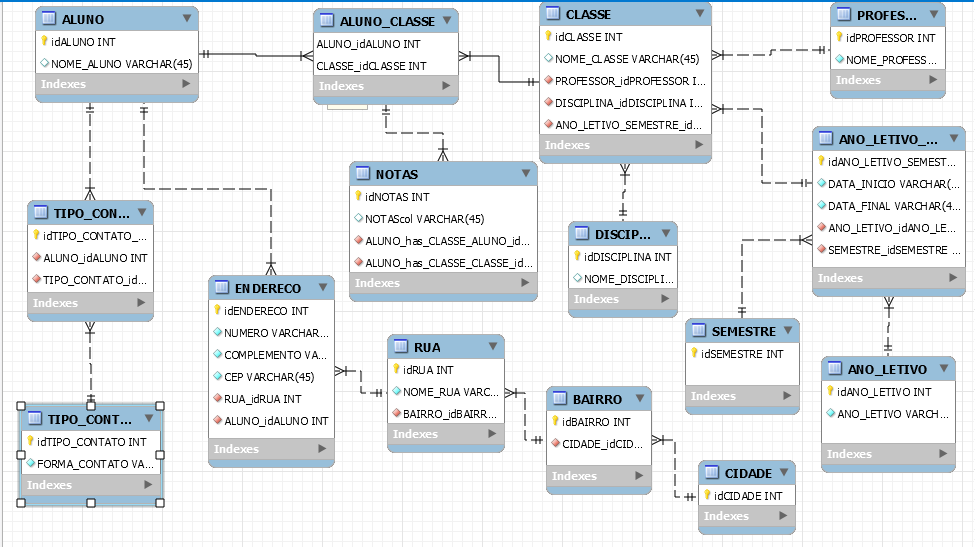 ALUNO
idALUNO INT
NOME_ALUNO VARCHAR(45)
Indexes
ALUNO_CLASSE
ALUNO_idALUNO INT
CLASSE_idCLASSE INT
Indexes
CLASSE
idCLASSE INT
NOME_CLASSE VARCHAR(45)
PROFESSOR_idPROFESSOR I...
DISCIPLINA_idDISCIPLINA I...
ANO_LETIVO_SEMESTRE_id...
Indexes
PROFES...
idPROFESSOR INT
NOME_PROFESS...
Indexes
ANO_LETIVO_...
idANO_LETIVO_SEMEST...
DATA_INICIO VARCHAR(...
DATA_FINAL VARCHAR(4...
ANO_LETIVO_idANO_LE...
SEMESTRE_idSEMESTRE ...
Indexes
NOTAS
idNOTAS INT
NOTAScol VARCHAR(45)
ALUNO_has_CLASSE_ALUNO_id...
ALUNO_has_CLASSE_CLASSE_id...
Indexes
TIPO_CON...
idTIPO_CONTATO_...
ALUNO_idALUNO INT
TIPO_CONTATO_id...
Indexes
DISCIP...
idDISCIPLINA INT
NOME_DISCIPLI...
Indexes
ENDERECO
idENDERECO INT
NUMERO VARCHAR...
COMPLEMENTO VA...
CEP VARCHAR(45)
RUA_idRUA INT
ALUNO_idALUNO INT
Indexes
SEMESTRE
idSEMESTRE INT
Indexes
RUA
idRUA INT
NOME_RUA VARC...
BAIRRO_idBAIRR...
Indexes
ANO_LETIVO
idANO_LETIVO INT
ANO_LETIVO VARCH...
Indexes
BAIRRO
idBAIRRO INT
CIDADE_idCID...
Indexes
TIPO_CONT...
idTIPO_CONTATO INT
FORMA_CONTATO VA...
Indexes
CIDADE
idCIDADE INT
Indexes